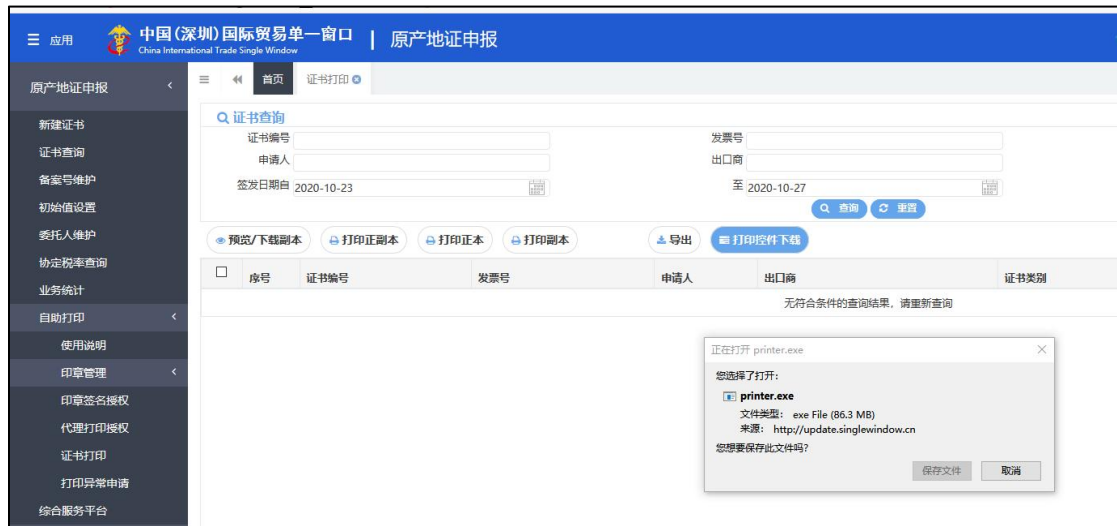 应用
中国(深圳)国际贸易单一窗口 | 原产地证申报
China International Trade Single Window
原产地证申报
首页 证书打印
新建证书
证书查询
备案号维护
初始值设置
委托人维护
协定税率查询
业务统计
自助打印
使用说明
印章管理
印章签名授权
代理打印授权
证书打印
打印异常申请
综合服务平台
证书查询
证书编号 发票号
申请人 出口商
签发日期自 2020-10-23 至 2020-10-27
查询 重置
预览/下载副本 打印正副本 打印正本 打印副本 导出 打印控件下载
序号 证书编号 发票号 申请人 出口商 证书类别
无符合条件的查询结果，请重新查询
正在打开 printer.exe
您选择了打开：
printer.exe
文件类型： exe File (86.3 MB)
来源： http://update.singlewindow.cn
您想要保存此文件吗？
保存文件 取消